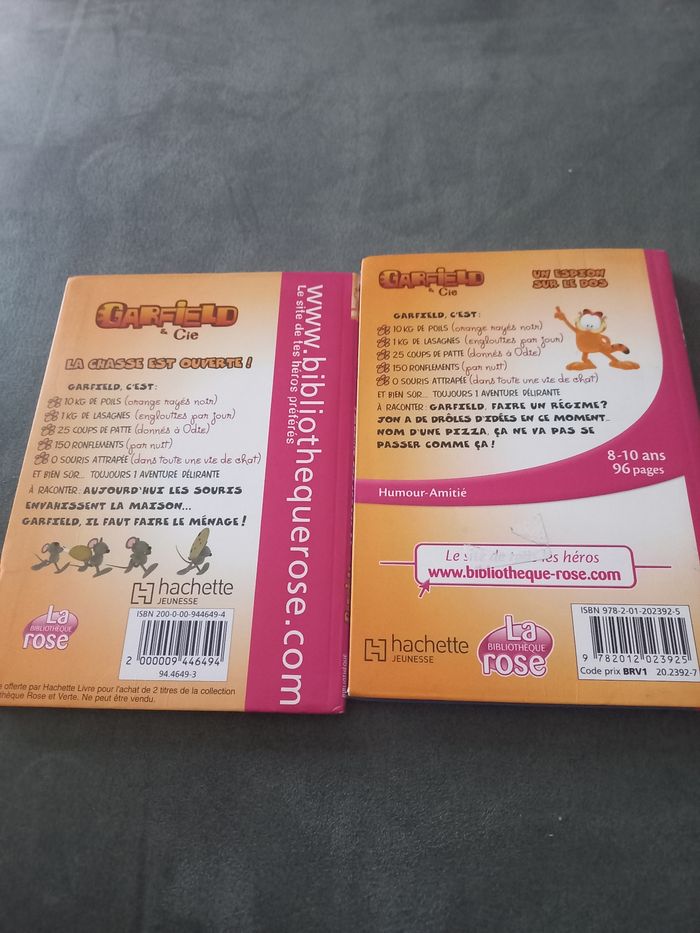 GARFIELD
& Cie
LA CHASSE EST OUVERTE !
GARFIELD, C'EST :
10 KG DE POILS (orange rayés noir)
1 KG DE LASAGNES (englouties par jour)
25 COUPS DE PATTE (donnés à Odie)
150 RONFLEMENTS (par nuit)
0 SOURIS ATTRAPÉE (dans toute une vie de chat)
ET BIEN SÛR... TOUJOURS 1 AVENTURE DÉLIRANTE
À RACONTER : AUJOURD'HUI LES SOURIS
ENVAHISSENT LA MAISON...
GARFIELD, IL FAUT FAIRE LE MÉNAGE !
hachette
JEUNESSE
La
BIBLIOTHÈQUE
rose
ISBN 200-0-00-944649-4
2 000009 446494
94.4649-3
offerte par Hachette Livre pour l'achat de 2 titres de la collection
Rose et Verte. Ne peut être vendu.
www.bibliothequerose.com
Le site de tes héros préférés
BIBLIOTHÈQUE
GARFIELD
& Cie
UN ESPION
SUR LE DOS
GARFIELD, C'EST :
10 KG DE POILS (orange rayés noir)
1 KG DE LASAGNES (englouties par jour)
25 COUPS DE PATTE (donnés à Odie)
150 RONFLEMENTS (par nuit)
0 SOURIS ATTRAPÉE (dans toute une vie de chat)
ET BIEN SÛR... TOUJOURS 1 AVENTURE DÉLIRANTE
À RACONTER : GARFIELD, FAIRE UN RÉGIME?
JON A DE DRÔLES D'IDÉES EN CE MOMENT...
NOM D'UNE PIZZA, ÇA NE VA PAS SE
PASSER COMME ÇA !
8-10 ans
96 pages
Humour-Amitié
Le site de tous les héros
www.bibliotheque-rose.com
hachette
JEUNESSE
La
BIBLIOTHÈQUE
rose
ISBN 978-2-01-202392-5
9 782012 023925
Code prix BRV1 20.2392-7